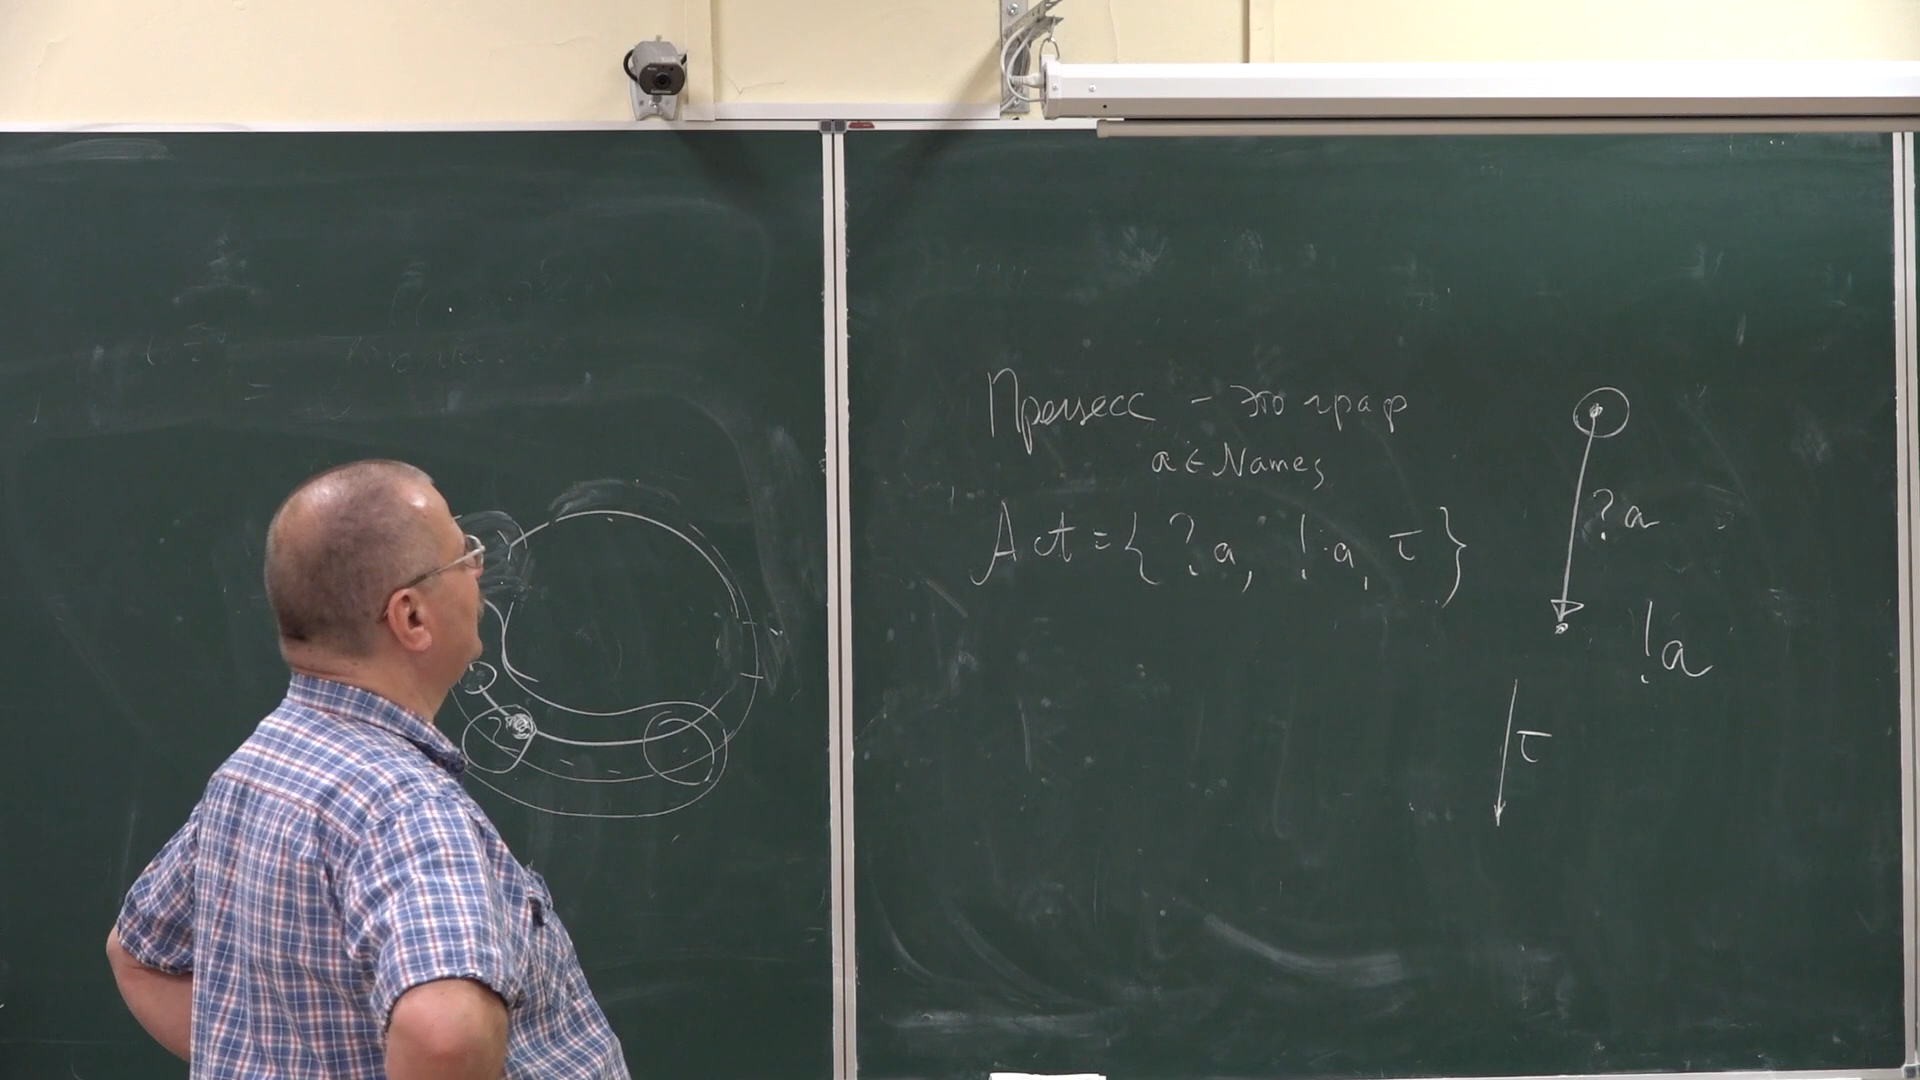 Процесс - это граф
a ∈ Names
Act = { ?a, !a, τ }
?a
!a
τ